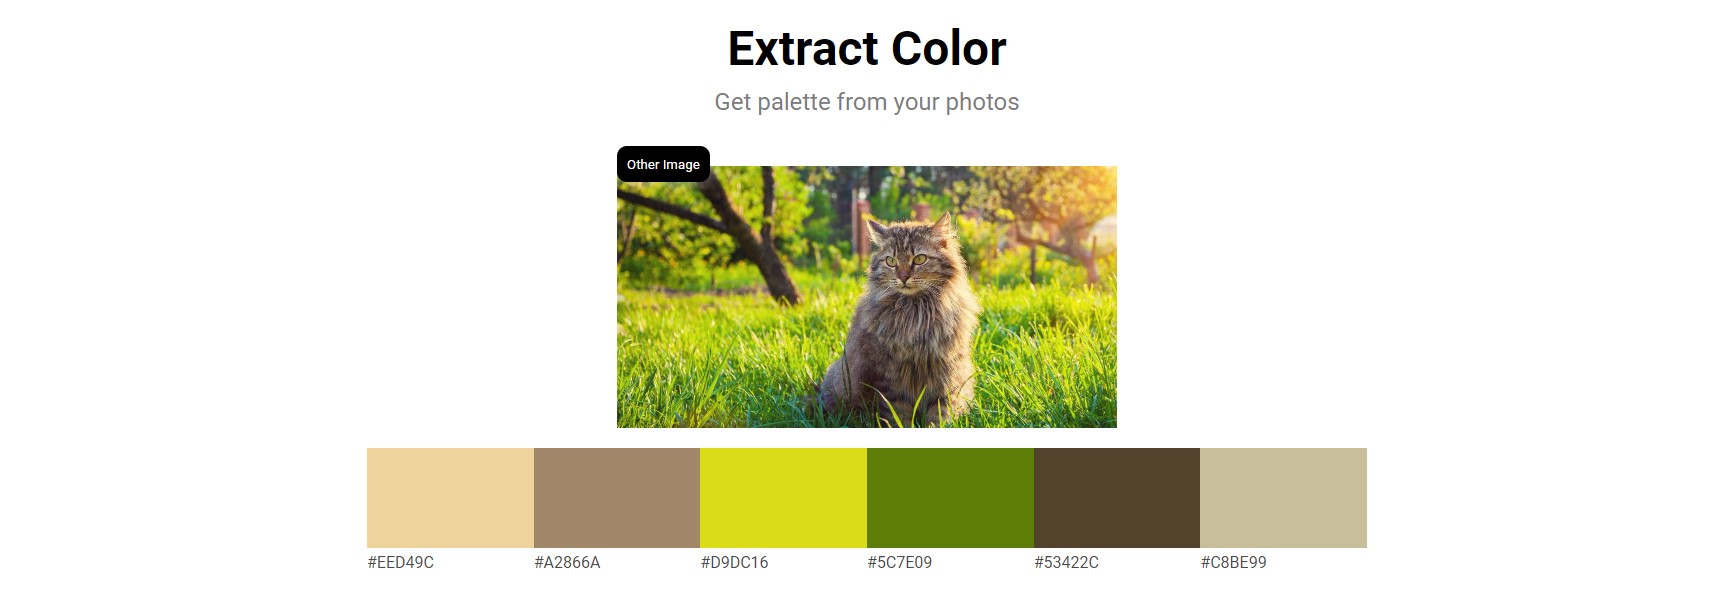 Extract Color
Get palette from your photos
Other Image
#EED49C
#A2866A
#D9DC16
#5C7E09
#53422C
#C8BE99